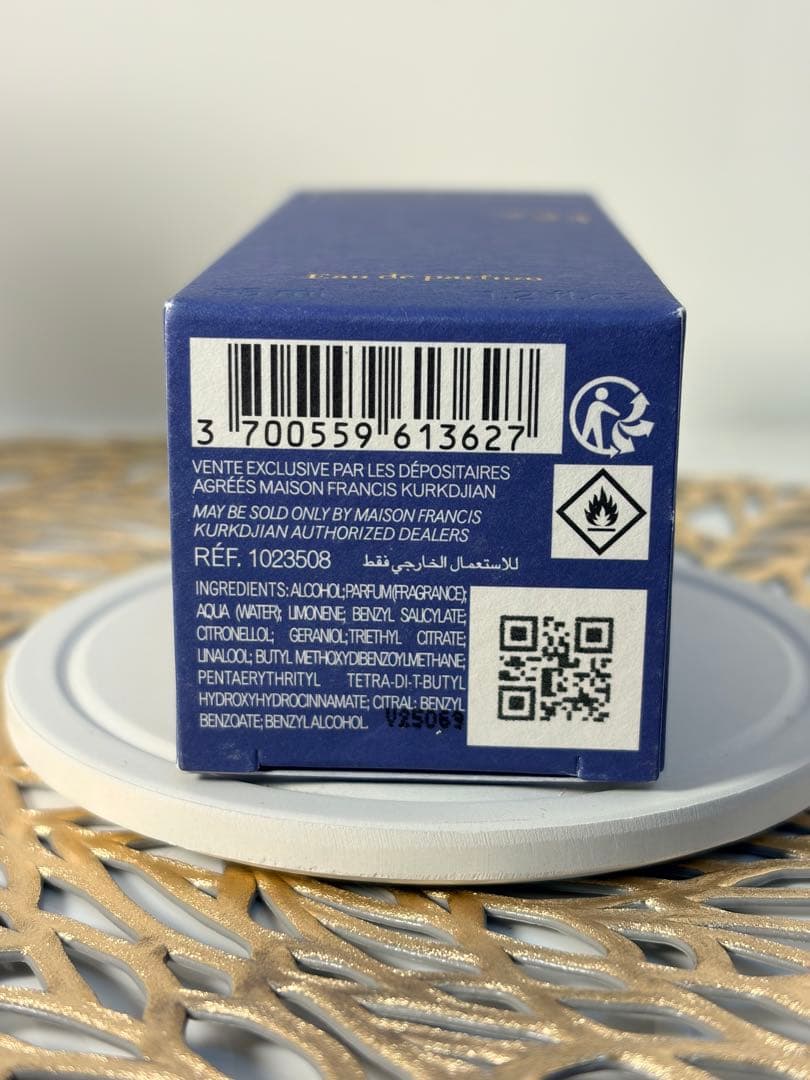 Eau de parfum
3 700559 613627
VENTE EXCLUSIVE PAR LES DÉPOSITAIRES
AGRÉÉS MAISON FRANCIS KURKDJIAN
MAY BE SOLD ONLY BY MAISON FRANCIS
KURKDJIAN AUTHORIZED DEALERS
RÉF. 1023508 للاستعمال الخارجي فقط
INGREDIENTS: ALCOHOL; PARFUM (FRAGRANCE);
AQUA (WATER); LIMONENE; BENZYL SALICYLATE;
CITRONELLOL; GERANIOL; TRIETHYL CITRATE;
LINALOOL; BUTYL METHOXYDIBENZOYLMETHANE;
PENTAERYTHRITYL TETRA-DI-T-BUTYL
HYDROXYHYDROCINNAMATE; CITRAL; BENZYL
BENZOATE; BENZYL ALCOHOL. V25069